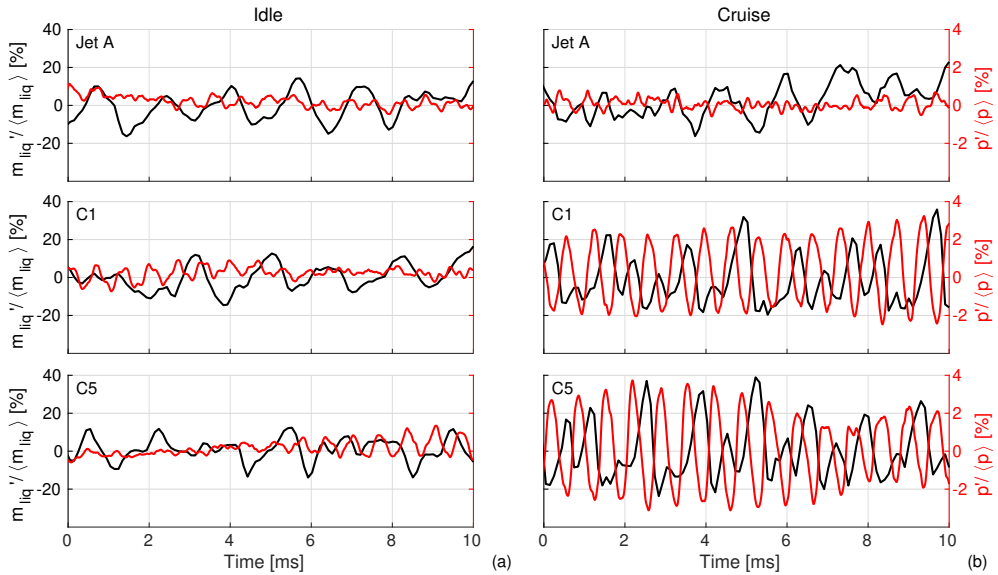 Idle
Cruise
40
20
0
-20
Jet A
m_liq'/ ⟨m_liq⟩ [%]
Jet A
4
2
0
-2
p'/ ⟨p⟩ [%]
40
20
0
-20
C1
m_liq'/ ⟨m_liq⟩ [%]
C1
4
2
0
-2
p'/ ⟨p⟩ [%]
40
20
0
-20
C5
m_liq'/ ⟨m_liq⟩ [%]
C5
4
2
0
-2
p'/ ⟨p⟩ [%]
0 2 4 6 8 10
0 2 4 6 8 10
Time [ms]
(a)
Time [ms]
(b)